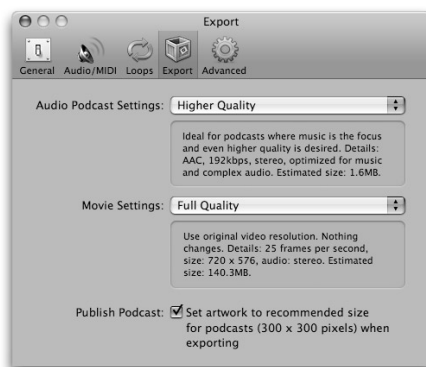 Export
General Audio/MIDI Loops Export Advanced
Audio Podcast Settings: Higher Quality
Ideal for podcasts where music is the focus
and even higher quality is desired. Details:
AAC, 192kbps, stereo, optimized for music
and complex audio. Estimated size: 1.6MB.
Movie Settings: Full Quality
Use original video resolution. Nothing
changes. Details: 25 frames per second,
size: 720 x 576, audio: stereo. Estimated
size: 140.3MB.
Publish Podcast: Set artwork to recommended size
for podcasts (300 x 300 pixels) when
exporting